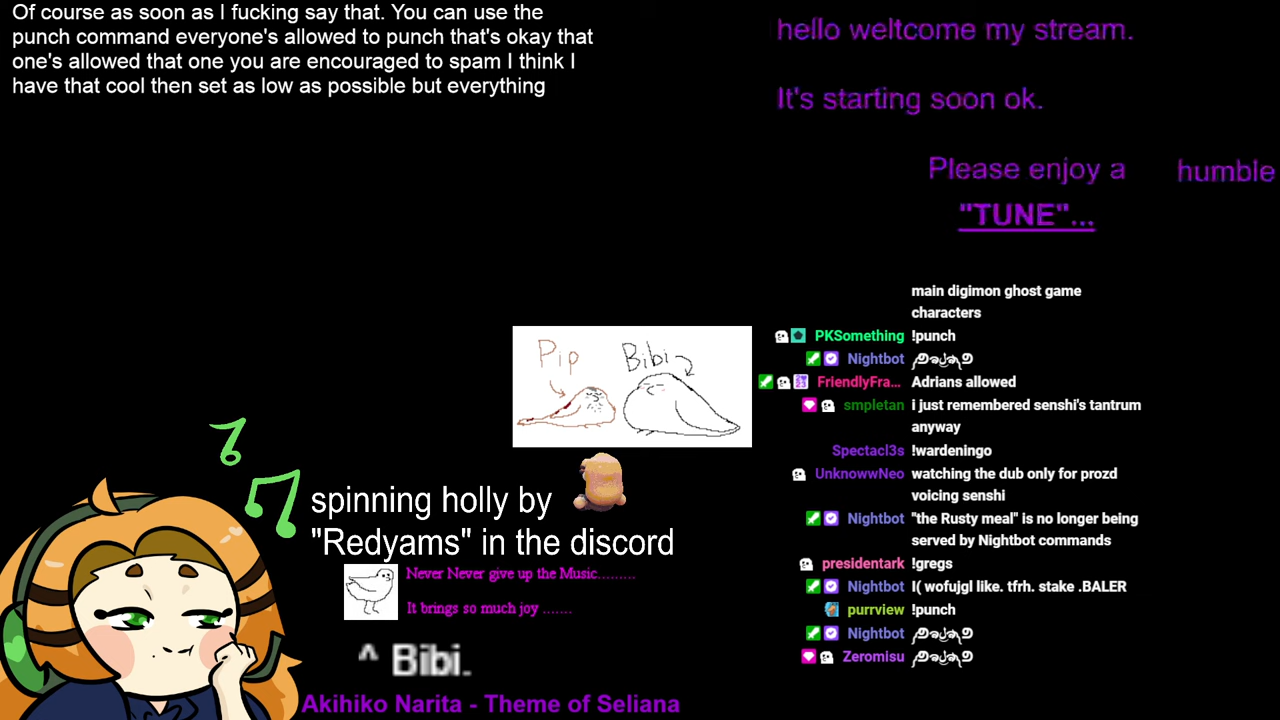 Of course as soon as I fucking say that. You can use the
punch command everyone's allowed to punch that's okay that
one's allowed that one you are encouraged to spam I think I
have that cool then set as low as possible but everything
hello weltcome my stream.
It's starting soon ok.
Please enjoy a humble
"TUNE"...
main digimon ghost game
characters
PKSomething !punch
Nightbot
FriendlyFra... Adrians allowed
smpletan i just remembered senshi's tantrum
anyway
Spectacl3s !wardeningo
UnknowwNeo watching the dub only for prozd
voicing senshi
Nightbot "the Rusty meal" is no longer being
served by Nightbot commands
presidentark !gregs
Nightbot I( wofujgl like. tfrh. stake .BALER
purrview !punch
Nightbot
Zeromisu
Pip
Bibi
spinning holly by
"Redyams" in the discord
Never Never give up the Music.........
It brings so much joy .......
^ Bibi.
Akihiko Narita - Theme of Seliana